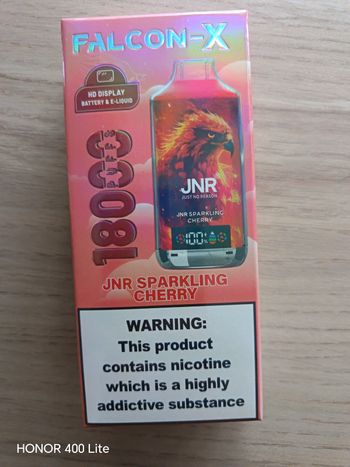 FALCON-X
HD DISPLAY
BATTERY & E-LIQUID
18000
PUFFS
JNR
JUST NO REASON
JNR SPARKLING
CHERRY
100%
JNR SPARKLING
CHERRY
WARNING:
This product
contains nicotine
which is a highly
addictive substance
HONOR 400 Lite